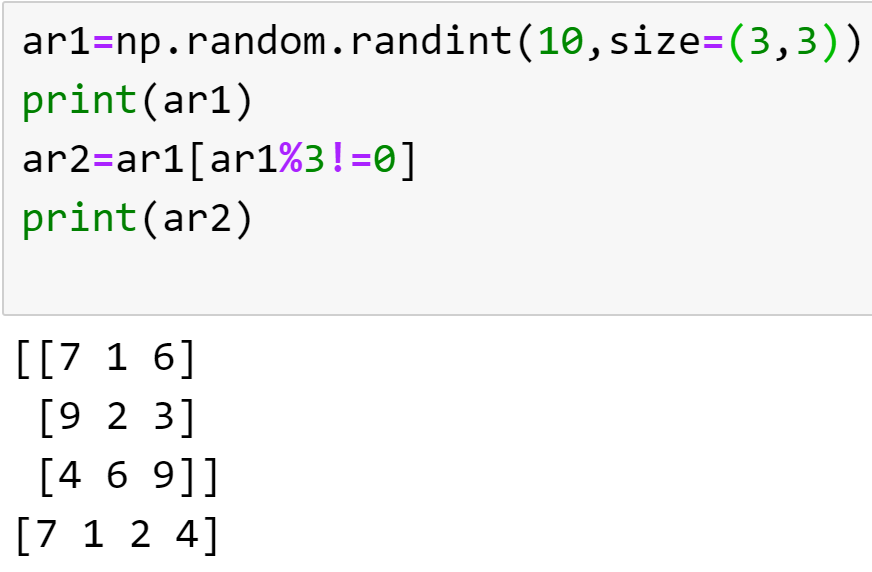 ar1=np.random.randint(10,size=(3,3))
print(ar1)
ar2=ar1[ar1%3!=0]
print(ar2)
[[7 1 6]
 [9 2 3]
 [4 6 9]]
[7 1 2 4]